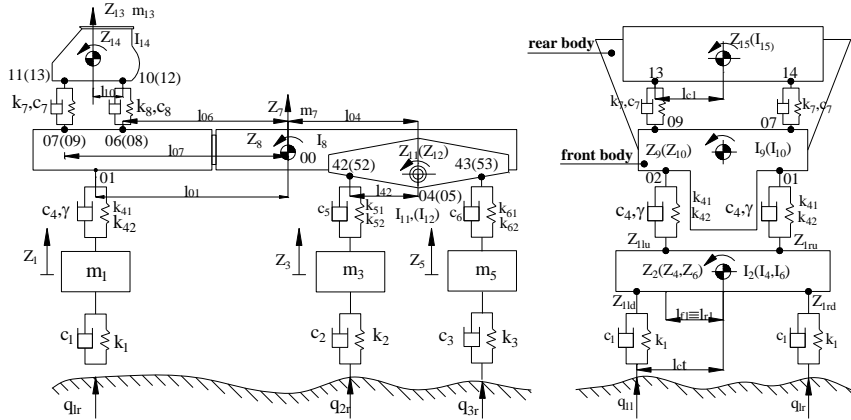 Z13 m13
Z14 I14
11(13) 10(12)
l10
k7,c7 k8,c8
l06 Z7 m7 l04
07(09) 06(08) Z8 I8
l07 00
42(52) Z11(Z12) 43(53)
01
l01 l42 04(05)
c4,γ k41 k42
c5 k51 k52
I11,(I12)
c6 k61 k62
Z1 m1
Z3 m3
Z5 m5
c1 k1
c2 k2
c3 k3
q1r q2r q3r
Z15(I15)
rear body
13 14
lc1
k7,c7 k7,c7
09 07
Z9(Z10) I9(I10)
front body
02 01
c4,γ k41 k42
c4,γ k41 k42
Z1lu Z1ru
Z2(Z4,Z6) I2(I4,I6)
Z1ld lf1≡lr1 Z1rd
c1 k1 c1 k1
lct
q1l q1r